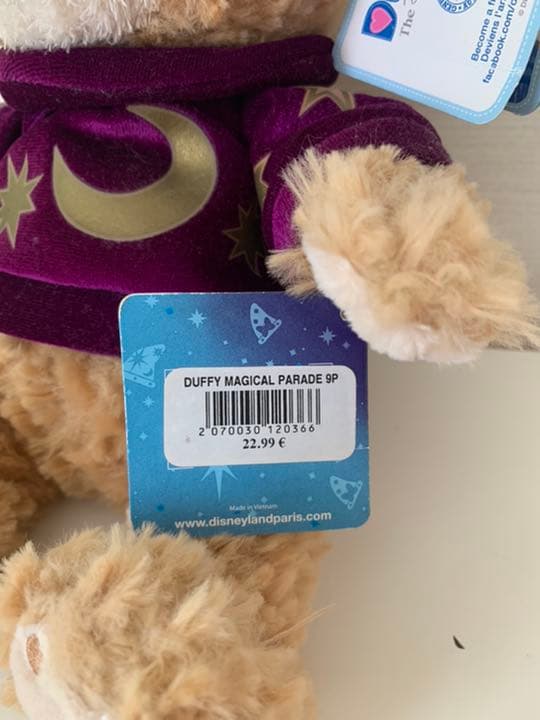 The
Become a f
Deviens l'a
facebook.com/
DUFFY MAGICAL PARADE 9P
2 070030 120366
22.99 €
Made in Vietnam
www.disneylandparis.com